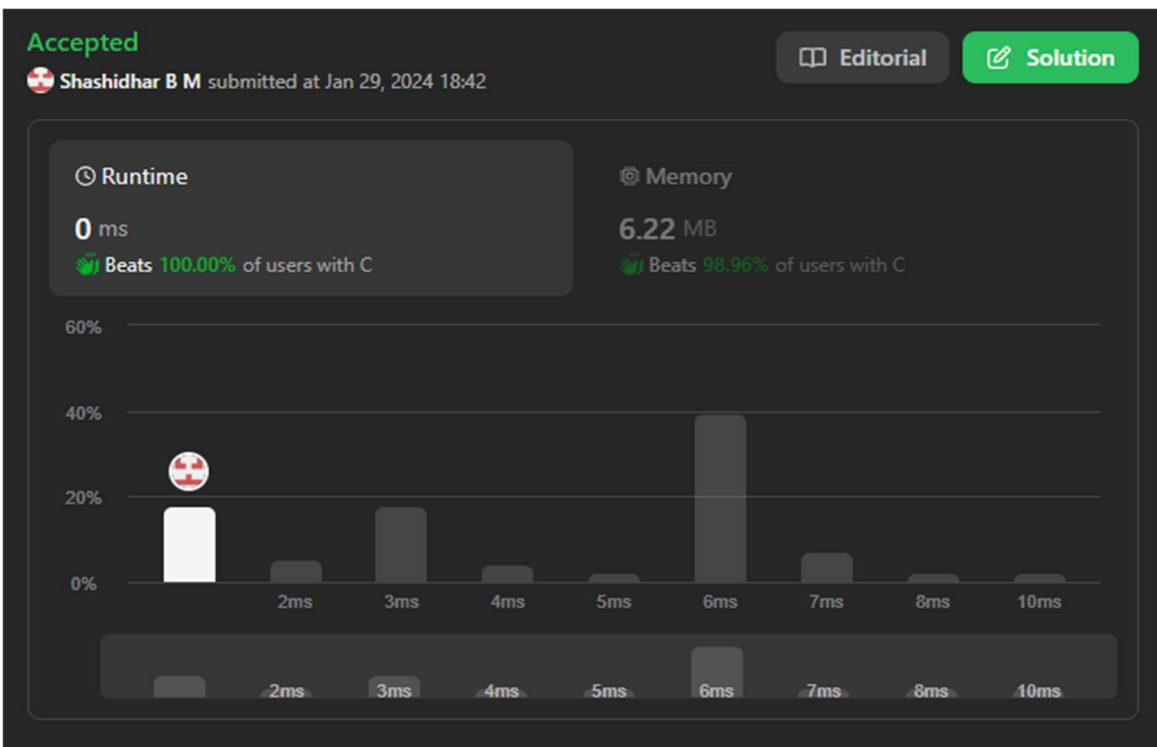 Accepted
Editorial
Solution
Shashidhar B M submitted at Jan 29, 2024 18:42
Runtime
0 ms
Beats 100.00% of users with C
Memory
6.22 MB
Beats 98.96% of users with C
60%
40%
20%
0%
2ms 3ms 4ms 5ms 6ms 7ms 8ms 10ms
2ms 3ms 4ms 5ms 6ms 7ms 8ms 10ms